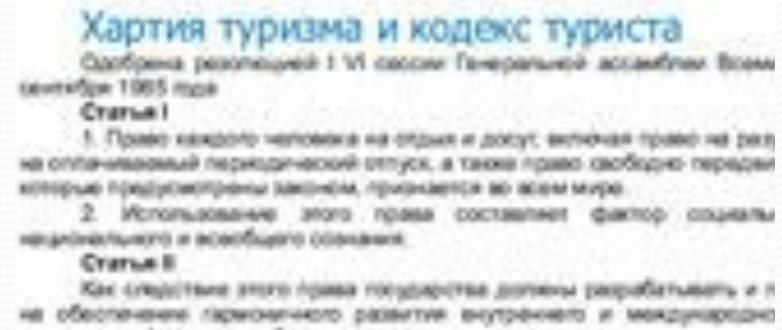 Хартия туризма и кодекс туриста
Одобрена резолюцией I VI сессии Генеральной ассамблеи
сентября 1985 года
Статья I
1. Право каждого человека на отдых и досуг, включая право на
на оплачиваемый периодический отпуск, а также право свободно
которые предусмотрены законом, признается во всем мире.
2. Использование этого права составляет фактор
национального и всеобщего сознания.
Статья II
Как следствие этого права государства должны разрабатывать и
на обеспечение гармоничного развития внутреннего и